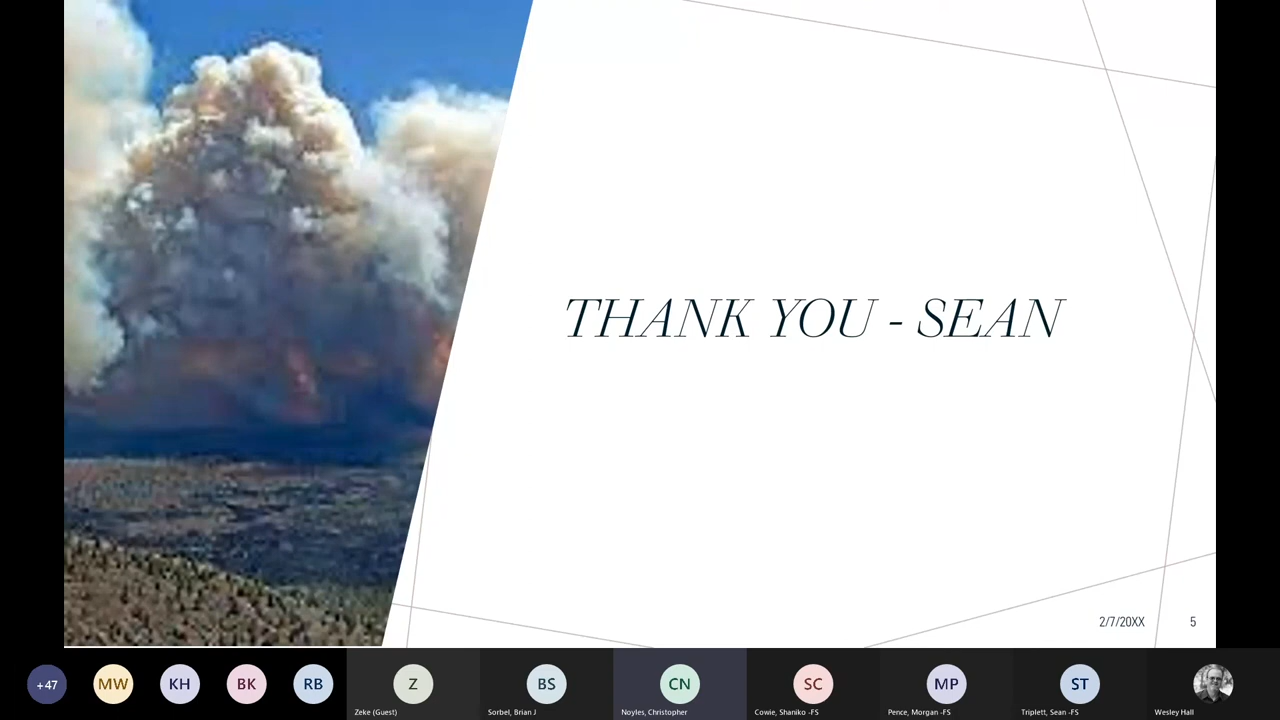 THANK YOU - SEAN
2/7/20XX
5
+47
MW
KH
BK
RB
Z
BS
CN
SC
MP
ST
Zeke (Guest)
Sorbel, Brian J
Noyles, Christopher
Cowie, Shaniko -FS
Pence, Morgan -FS
Triplett, Sean -FS
Wesley Hall